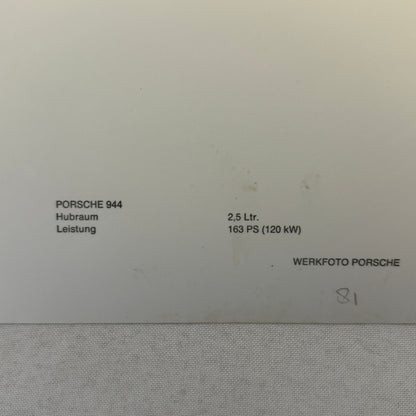 PORSCHE 944
Hubraum 2,5 Ltr.
Leistung 163 PS (120 kW)
WERKFOTO PORSCHE
81